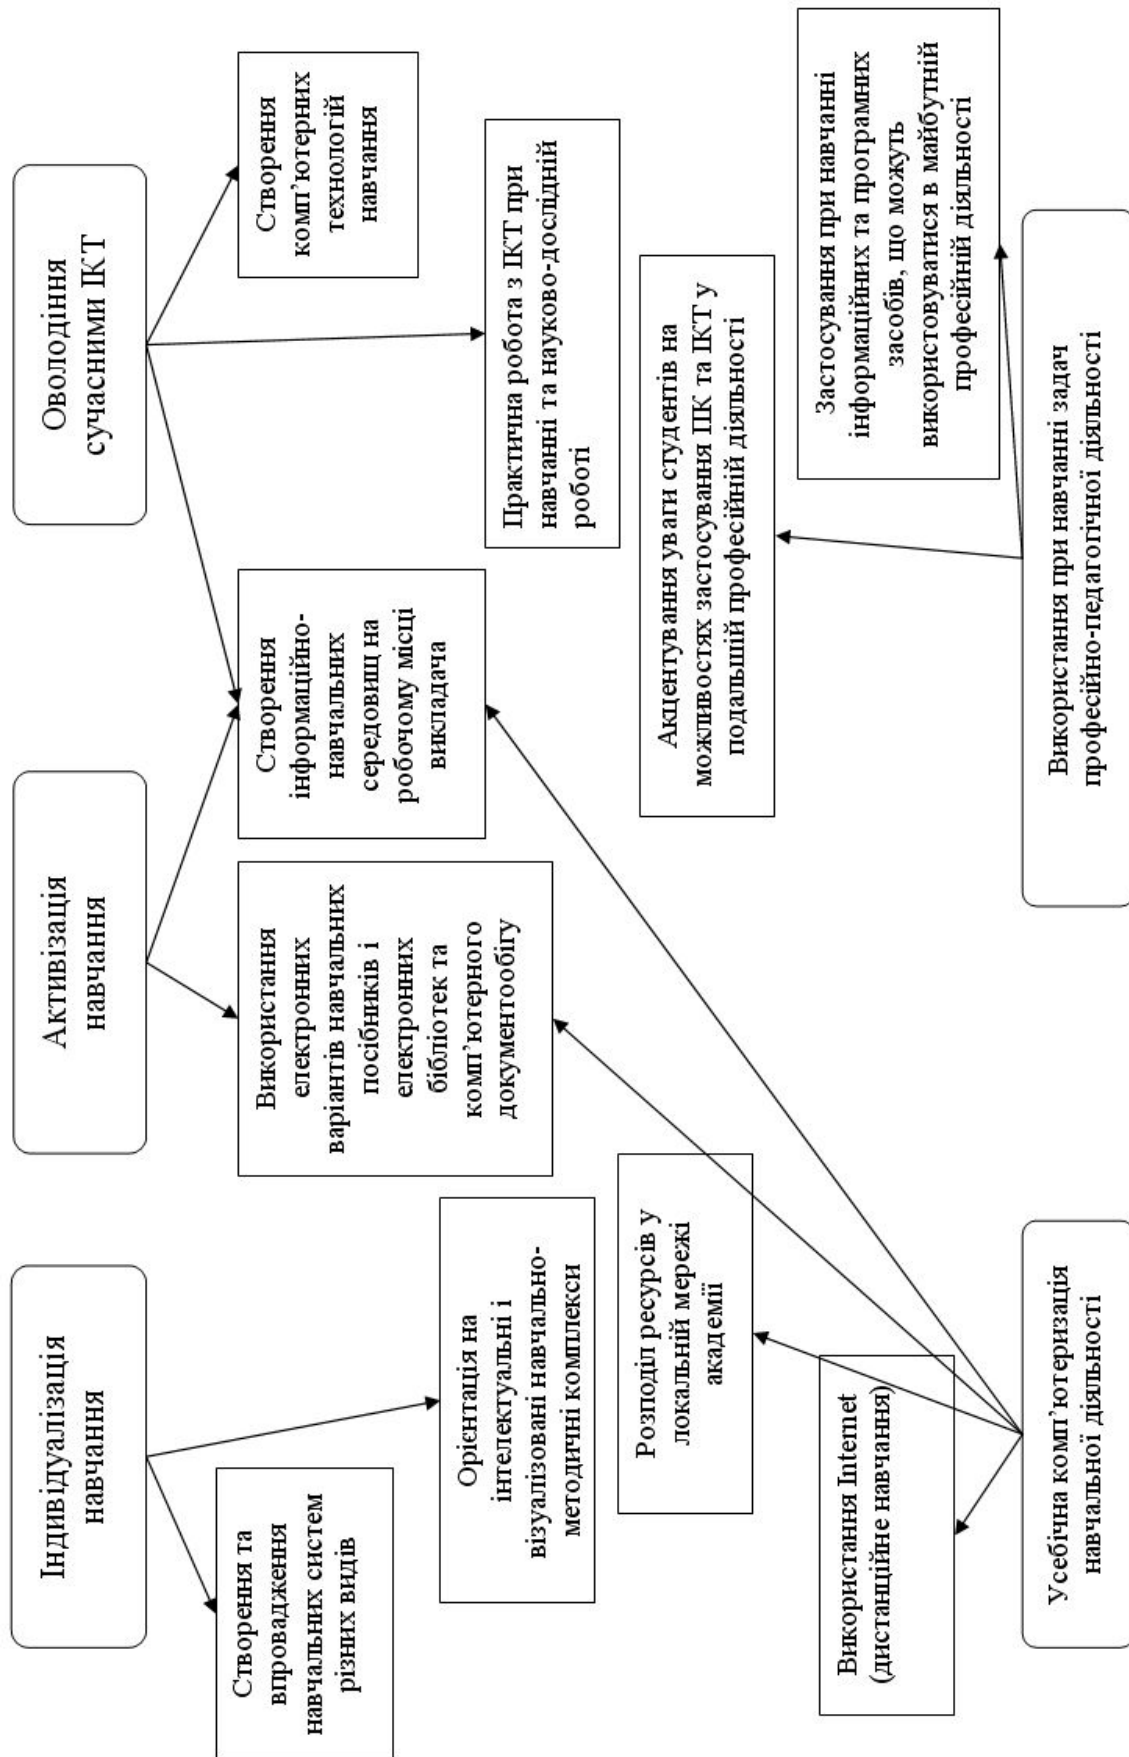 Індивідуалізація
навчання
Активізація
навчання
Оволодіння
сучасними ІКТ
Створення та
впровадження
навчальних систем
різних видів
Орієнтація на
інтелектуальні і
візуалізовані навчально-
методичні комплекси
Використання
електронних
варіантів навчальних
посібників і
електронних
бібліотек та
комп'ютерного
документообігу
Створення
інформаційно-
навчальних
середовищ на
робочому місці
викладача
Створення
комп'ютерних
технологій
навчання
Практична робота з ІКТ при
навчанні та науково-дослідній
роботі
Розподіл ресурсів у
локальній мережі
академії
Акцентування уваги студентів на
можливостях застосування ПК та ІКТ у
подальшій професійній діяльності
Використання Internet
(дистанційне навчання)
Застосування при навчанні
інформаційних та програмних
засобів, що можуть
використовуватися в майбутній
професійній діяльності
Усебічна комп'ютеризація
навчальної діяльності
Використання при навчанні задач
професійно-педагогічної діяльності